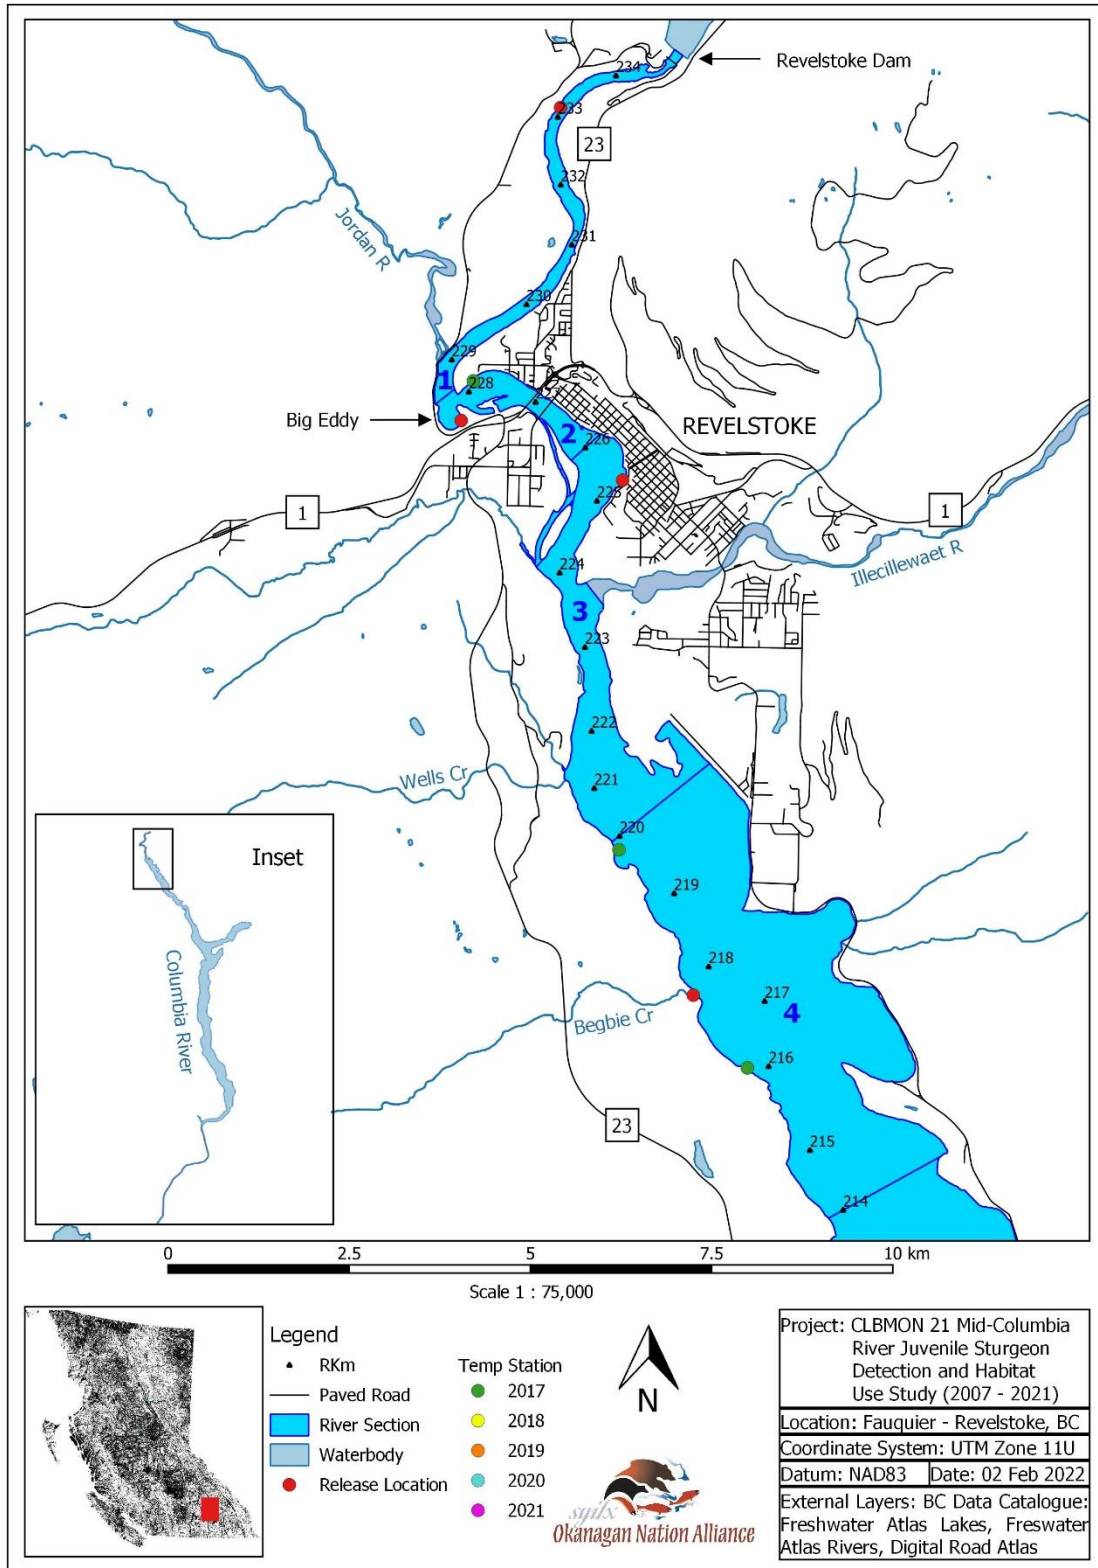 234
Revelstoke Dam
233
23
232
Jordan R
231
230
229
1
228
Big Eddy
227
2
226
REVELSTOKE
225
1
1
224
Illecillewaet R
3
223
222
Wells Cr
221
220
Inset
219
218
Columbia River
217
4
Begbie Cr
216
23
215
214
0
2.5
5
7.5
10 km
Scale 1 : 75,000
Legend
RKm
Paved Road
River Section
Waterbody
Release Location
Temp Station
2017
2018
2019
2020
2021
N
syilx
Okanagan Nation Alliance
Project: CLBMON 21 Mid-Columbia
River Juvenile Sturgeon
Detection and Habitat
Use Study (2007 - 2021)
Location: Fauquier - Revelstoke, BC
Coordinate System: UTM Zone 11U
Datum: NAD83 Date: 02 Feb 2022
External Layers: BC Data Catalogue:
Freshwater Atlas Lakes, Freswater
Atlas Rivers, Digital Road Atlas